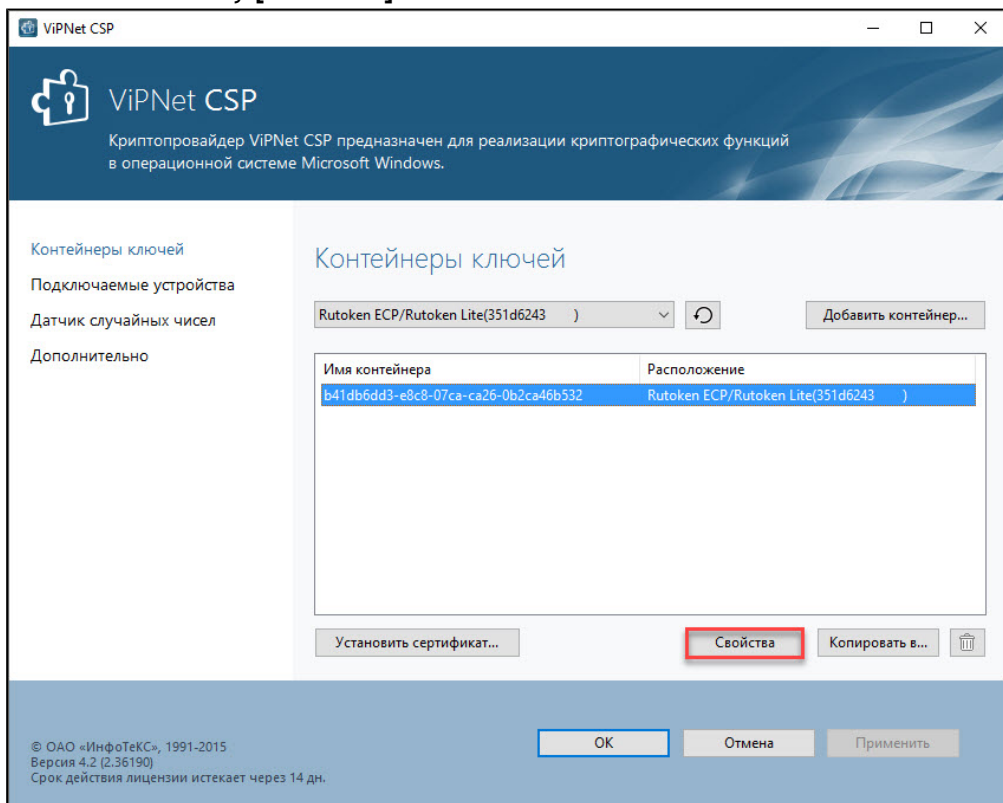 ViPNet CSP
ViPNet CSP
Криптопровайдер ViPNet CSP предназначен для реализации криптографических функций
в операционной системе Microsoft Windows.
Контейнеры ключей
Подключаемые устройства
Датчик случайных чисел
Дополнительно
Контейнеры ключей
Rutoken ECP/Rutoken Lite(351d6243 )
Добавить контейнер...
Имя контейнера Расположение
b41db6dd3-e8c8-07ca-ca26-0b2ca46b532 Rutoken ECP/Rutoken Lite(351d6243 )
Установить сертификат... Свойства Копировать в...
© ОАО «ИнфоТеКС», 1991-2015
Версия 4.2 (2.36190)
Срок действия лицензии истекает через 14 дн.
OK Отмена Применить